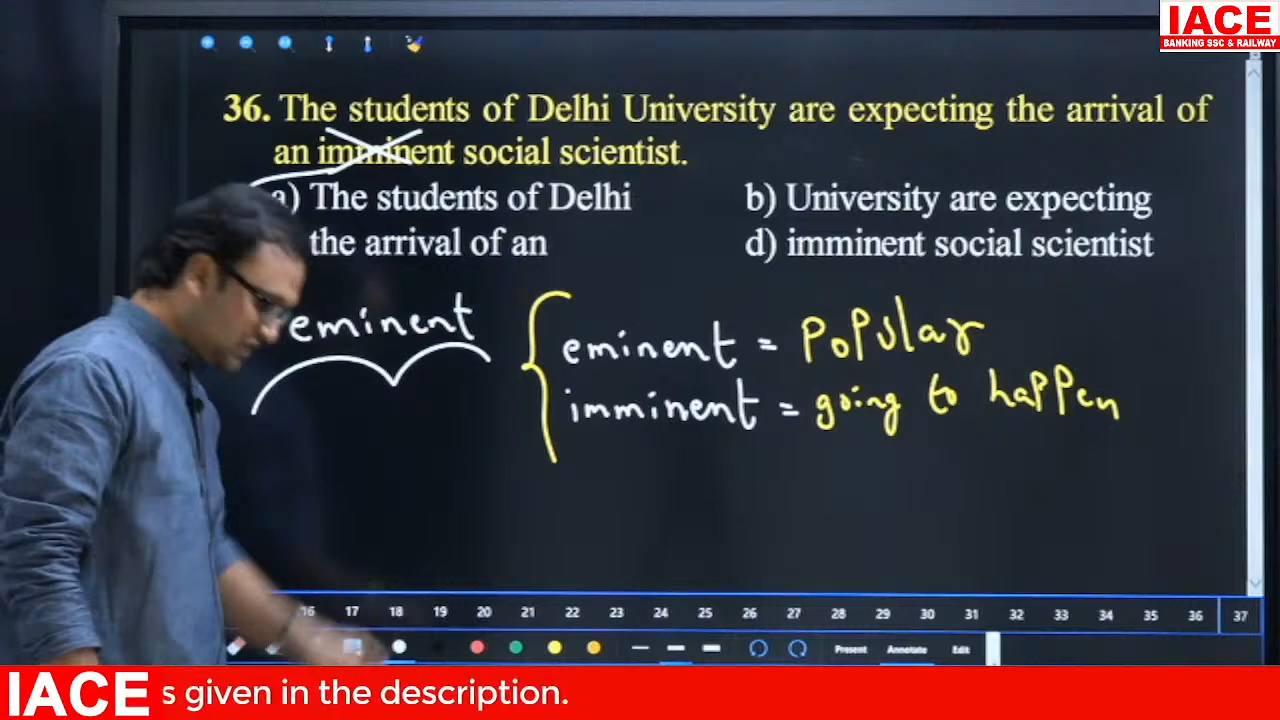 IACE
BANKING SSC & RAILWAY
36. The students of Delhi University are expecting the arrival of
an imminent social scientist.
a) The students of Delhi
b) University are expecting
the arrival of an
d) imminent social scientist
eminent
eminent = popular
imminent = going to happen
16 17 18 19 20 21 22 23 24 25 26 27 28 29 30 31 32 33 34 35 36 37
Present Annotate Edit
IACE s given in the description.